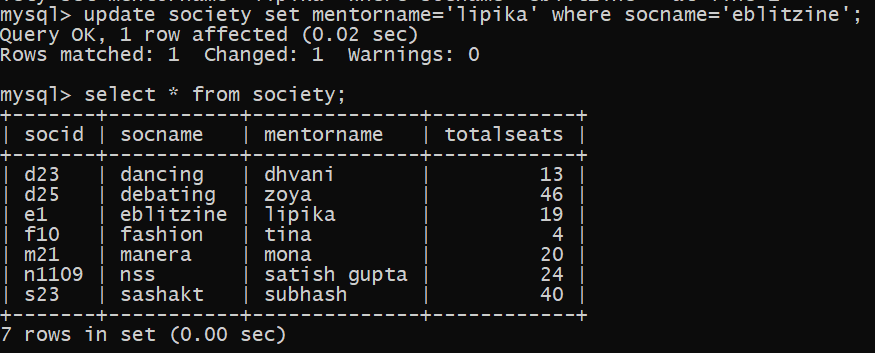 mysql> update society set mentorname='lipika' where socname='eblitzine';
Query OK, 1 row affected (0.02 sec)
Rows matched: 1  Changed: 1  Warnings: 0

mysql> select * from society;
+-------+-----------+--------------+------------+
| socid | socname   | mentorname   | totalseats |
+-------+-----------+--------------+------------+
| d23   | dancing   | dhvani       |         13 |
| d25   | debating  | zoya         |         46 |
| e1    | eblitzine | lipika       |         19 |
| f10   | fashion   | tina         |          4 |
| m21   | manera    | mona         |         20 |
| n1109 | nss       | satish gupta |         24 |
| s23   | sashakt   | subhash      |         40 |
+-------+-----------+--------------+------------+
7 rows in set (0.00 sec)